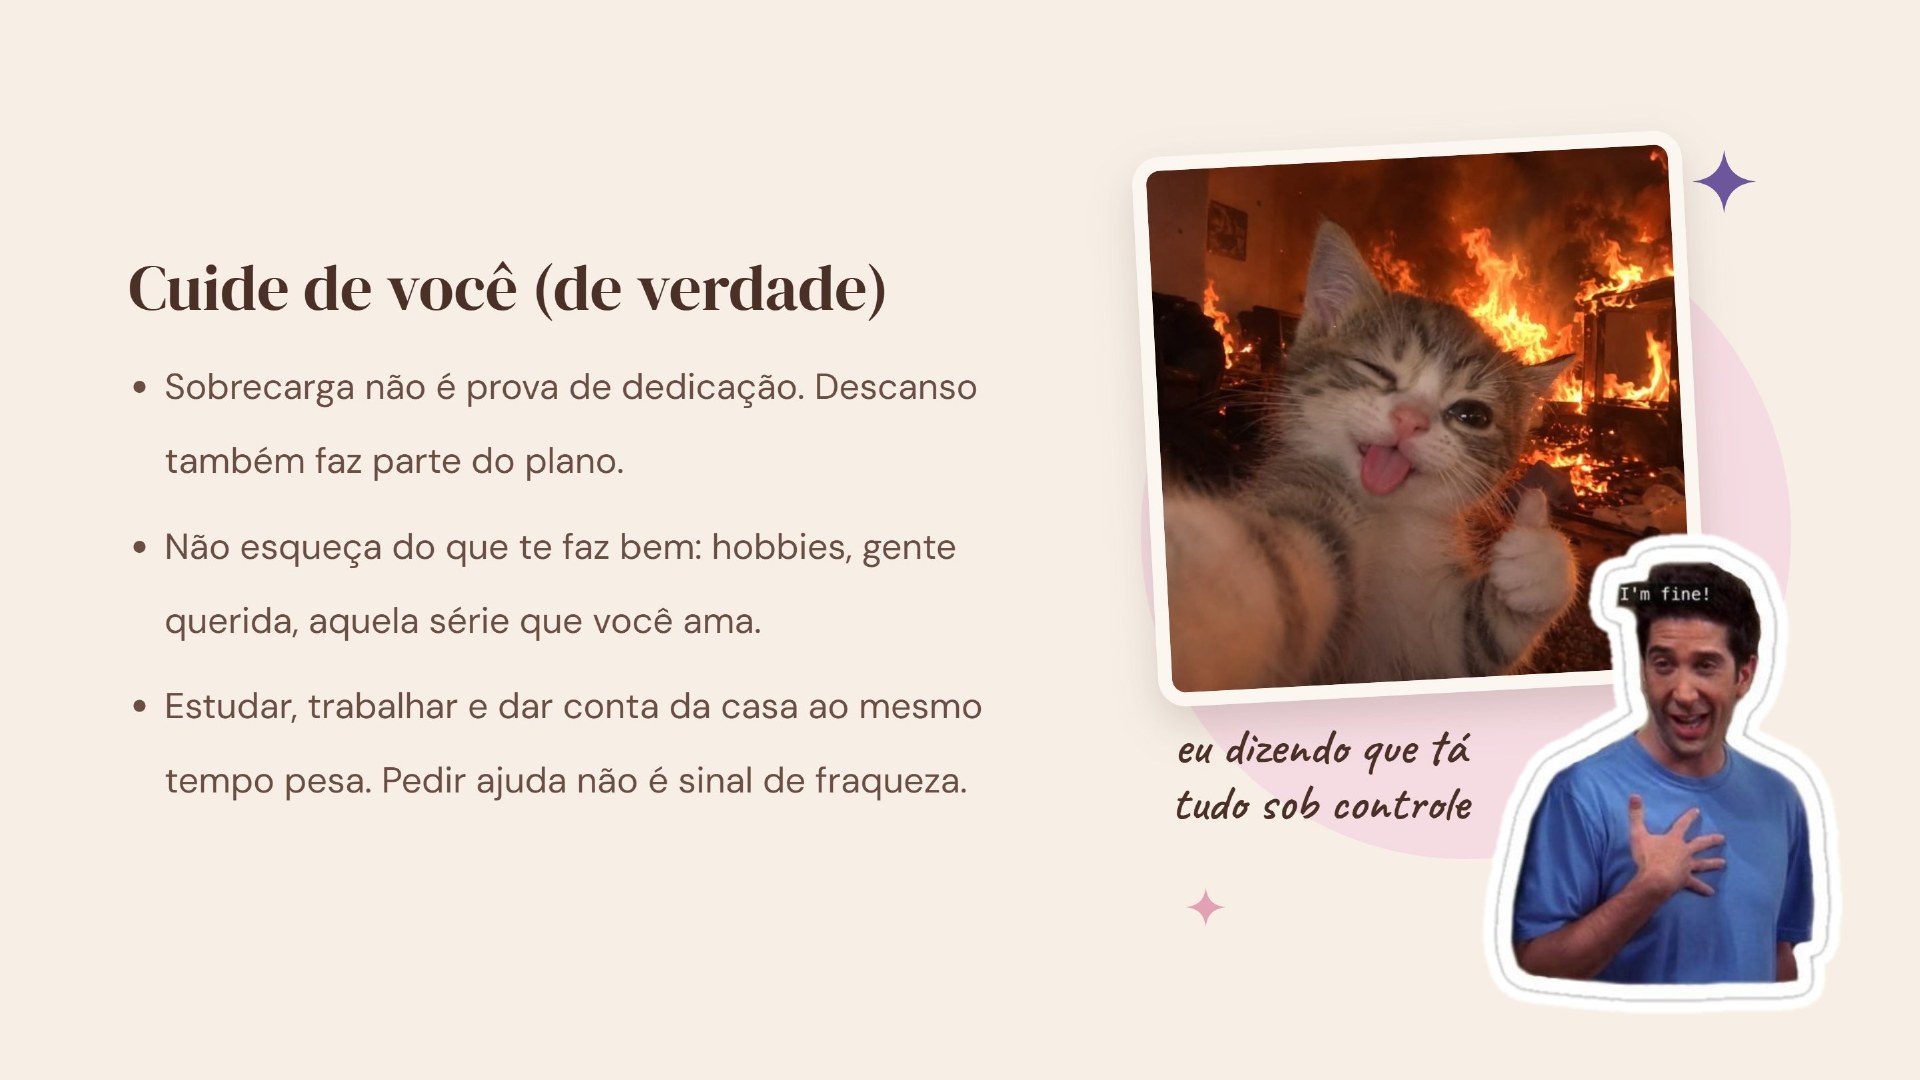 Cuide de você (de verdade)
• Sobrecarga não é prova de dedicação. Descanso
também faz parte do plano.
• Não esqueça do que te faz bem: hobbies, gente
querida, aquela série que você ama.
• Estudar, trabalhar e dar conta da casa ao mesmo
tempo pesa. Pedir ajuda não é sinal de fraqueza.
eu dizendo que tá
tudo sob controle
I'm fine!